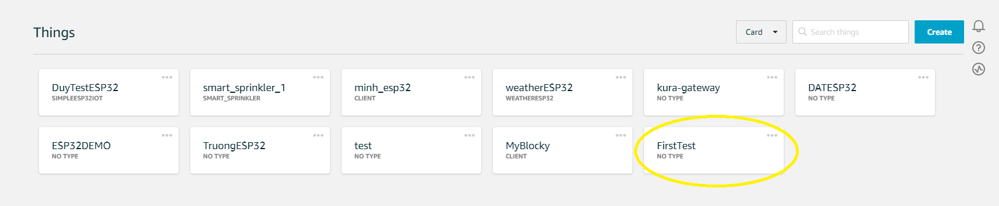 Things
Card
Search things
Create
DuyTestESP32
SIMPLEESP32IOT
smart_sprinkler_1
SMART_SPRINKLER
minh_esp32
CLIENT
weatherESP32
WEATHERESP32
kura-gateway
NO TYPE
DATESP32
NO TYPE
ESP32DEMO
NO TYPE
TruongESP32
NO TYPE
test
NO TYPE
MyBlocky
CLIENT
FirstTest
NO TYPE